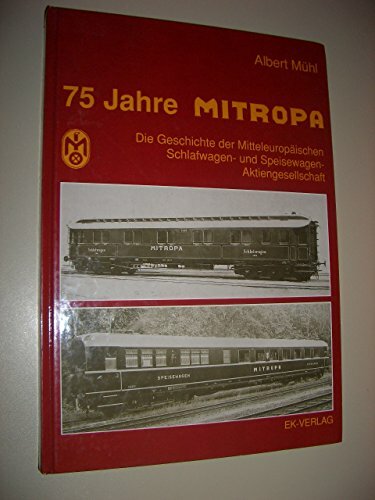 Albert Mühl
75 Jahre MITROPA
Die Geschichte der Mitteleuropäischen
Schlafwagen- und Speisewagen-
Aktiengesellschaft
M
Schlafwagen MITROPA Schlafwagen
SPEISEWAGEN MITROPA
EK-VERLAG